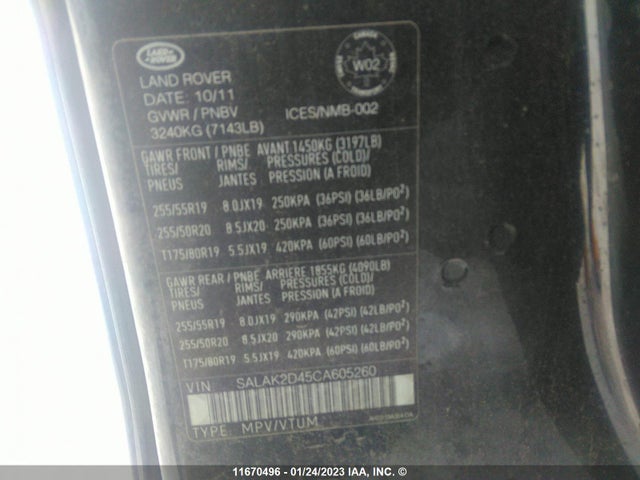 LAND ROVER
CANADA
W02
LAND ROVER
DATE: 10/11
GVWR / PNBV ICES/NMB-002
3240KG (7143LB)
GAWR FRONT / PNBE AVANT 1450KG (3197LB)
TIRES/ RIMS/ PRESSURES (COLD)/
PNEUS JANTES PRESSION (A FROID)
255/55R19 8.0JX19 250KPA (36PSI) (36LB/PO²)
255/50R20 8.5JX20 250KPA (36PSI) (36LB/PO²)
T175/80R19 5.5JX19 420KPA (60PSI) (60LB/PO²)
GAWR REAR / PNBE ARRIERE 1855KG (4090LB)
TIRES/ RIMS/ PRESSURES (COLD)/
PNEUS JANTES PRESSION (A FROID)
255/55R19 8.0JX19 290KPA (42PSI) (42LB/PO²)
255/50R20 8.5JX20 290KPA (42PSI) (42LB/PO²)
T175/80R19 5.5JX19 420KPA (60PSI) (60LB/PO²)
VIN SALAK2D45CA605260
TYPE MPV/VTUM
11670496 - 01/24/2023 IAA, Inc. ©